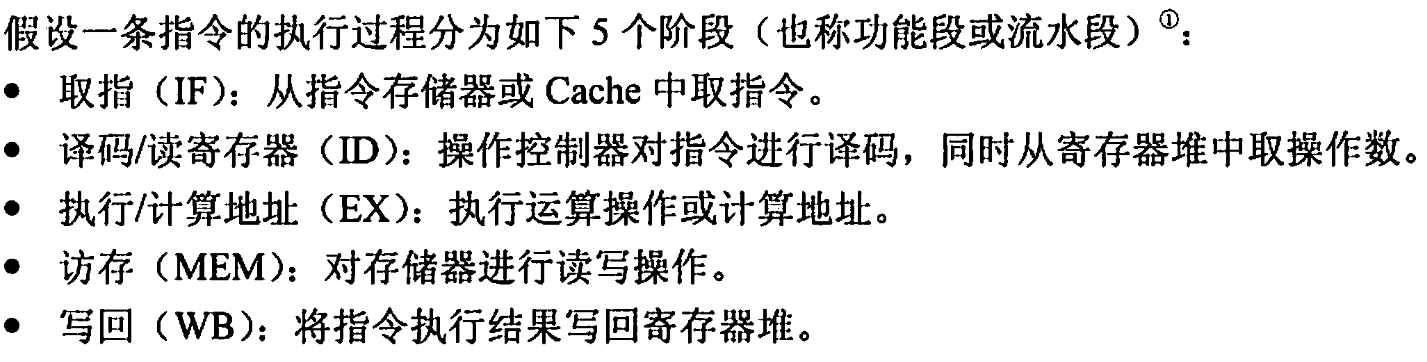 假设一条指令的执行过程分为如下 5 个阶段（也称功能段或流水段）①：
● 取指（IF）：从指令存储器或 Cache 中取指令。
● 译码/读寄存器（ID）：操作控制器对指令进行译码，同时从寄存器堆中取操作数。
● 执行/计算地址（EX）：执行运算操作或计算地址。
● 访存（MEM）：对存储器进行读写操作。
● 写回（WB）：将指令执行结果写回寄存器堆。